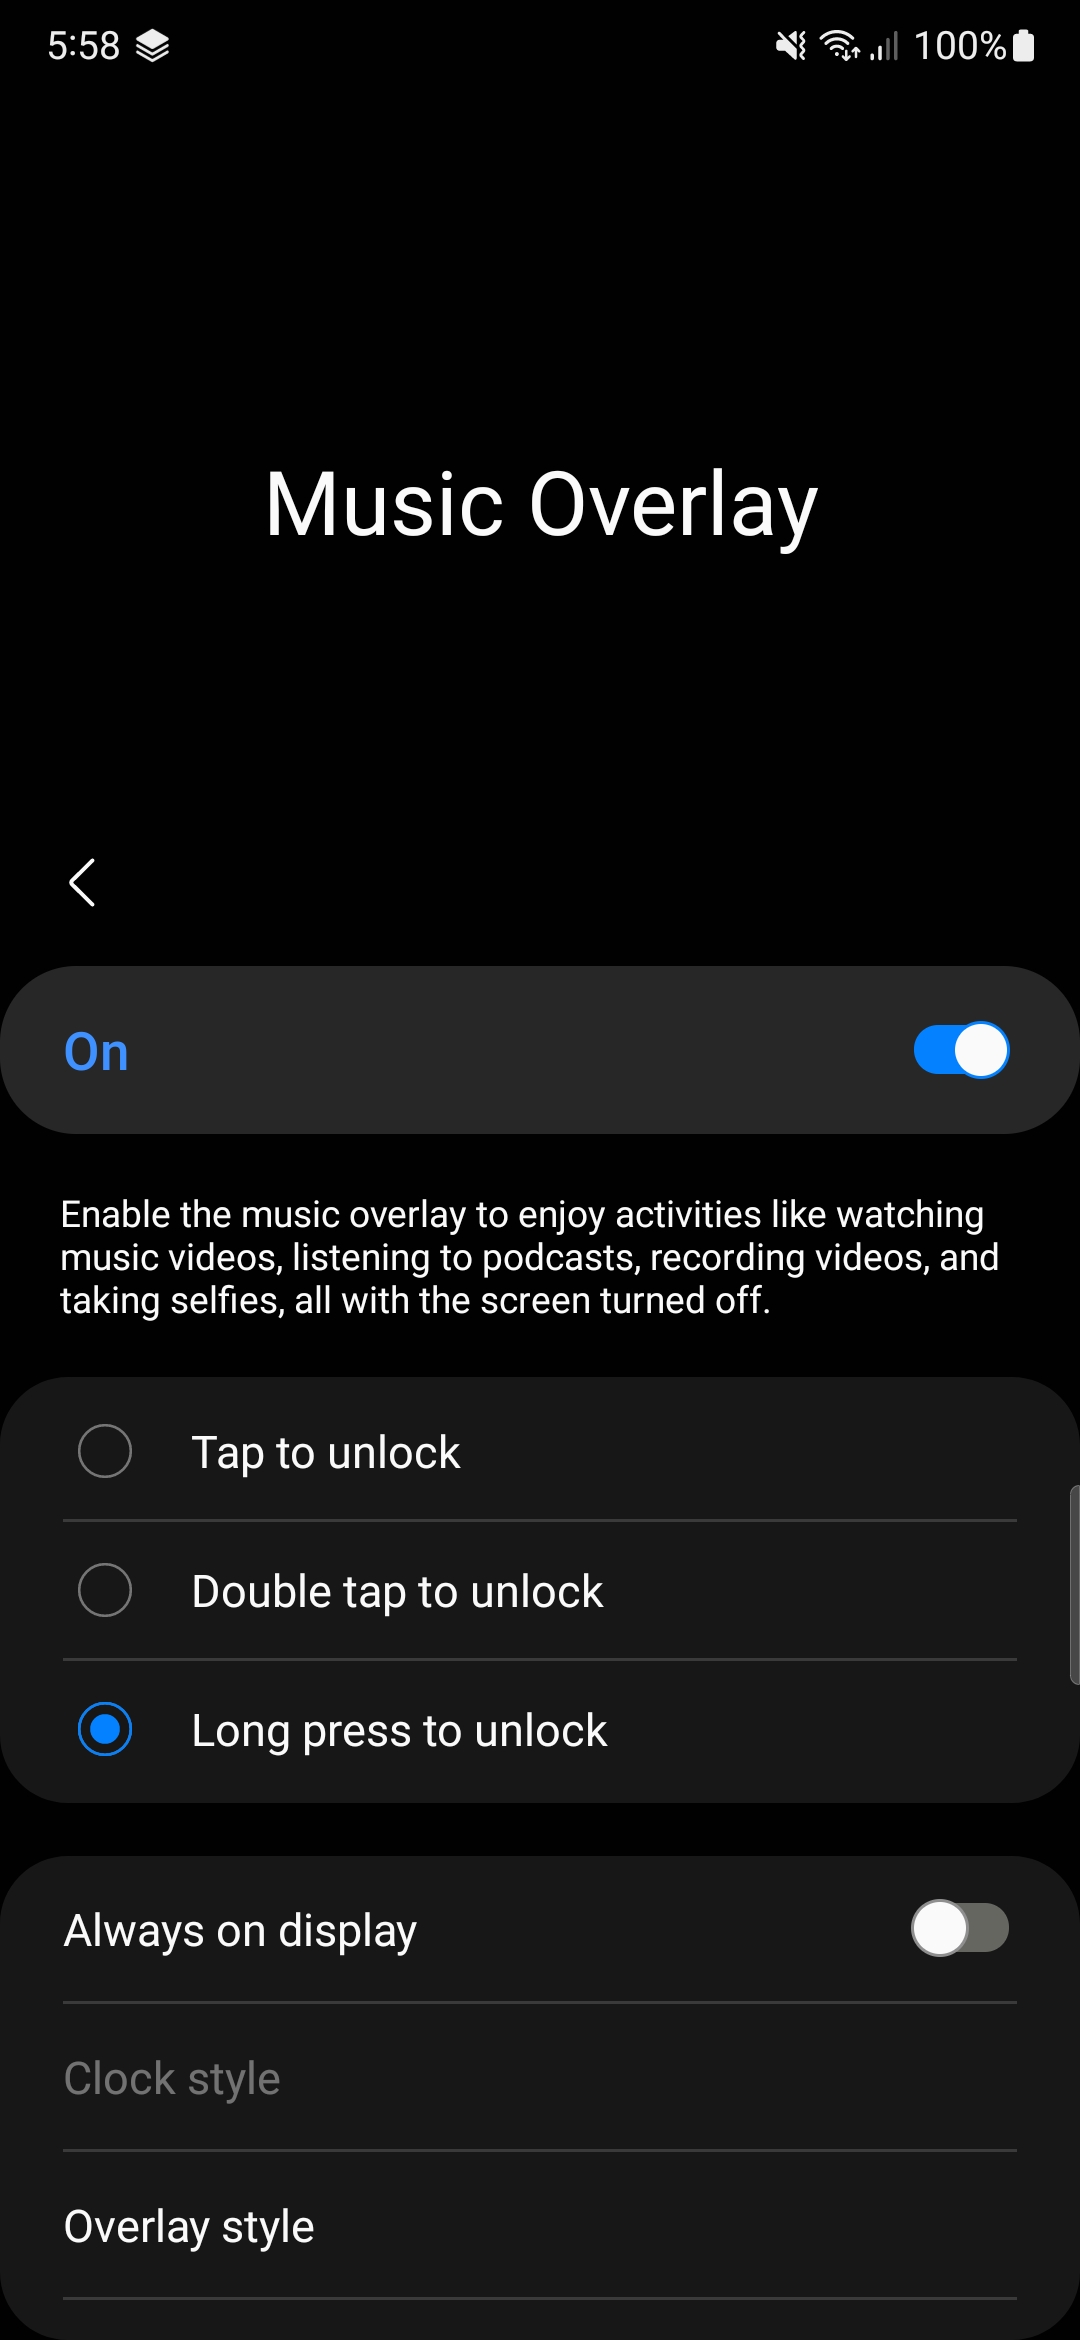 5:58 100%
Music Overlay
On
Enable the music overlay to enjoy activities like watching
music videos, listening to podcasts, recording videos, and
taking selfies, all with the screen turned off.
Tap to unlock
Double tap to unlock
Long press to unlock
Always on display
Clock style
Overlay style